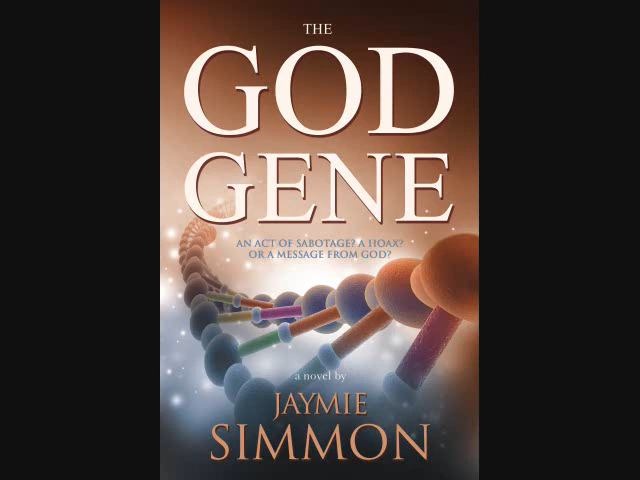 THE
GOD
GENE
AN ACT OF SABOTAGE? A HOAX?
OR A MESSAGE FROM GOD?
a novel by
JAYMIE
SIMMON